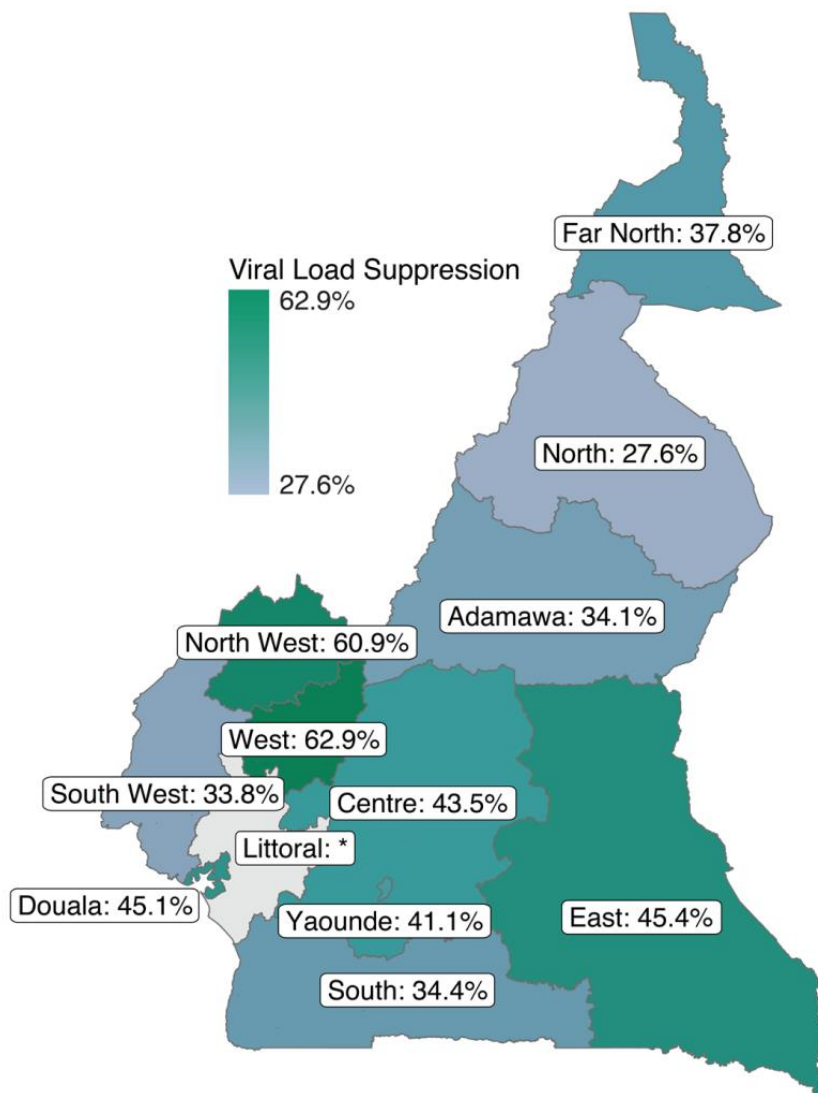 Far North: 37.8%
Viral Load Suppression
62.9%
27.6%
North: 27.6%
Adamawa: 34.1%
North West: 60.9%
West: 62.9%
South West: 33.8%
Centre: 43.5%
Littoral: *
Douala: 45.1%
Yaounde: 41.1%
East: 45.4%
South: 34.4%